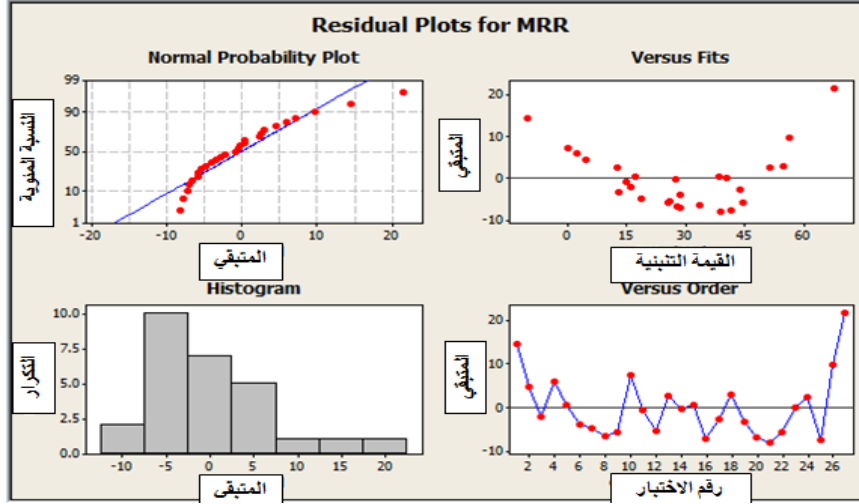 Residual Plots for MRR
Normal Probability Plot
99
90
50
10
1
-20 -10 0 10 20
النسبة المئوية
المتبقي
Versus Fits
20
10
0
-10
0 15 30 45 60
المتبقي
القيمة التنبئية
Histogram
10.0
7.5
5.0
2.5
0.0
-10 -5 0 5 10 15 20
التكرار
المتبقي
Versus Order
20
10
0
-10
2 4 6 8 10 12 14 16 18 20 22 24 26
المتبقي
رقم الاختبار